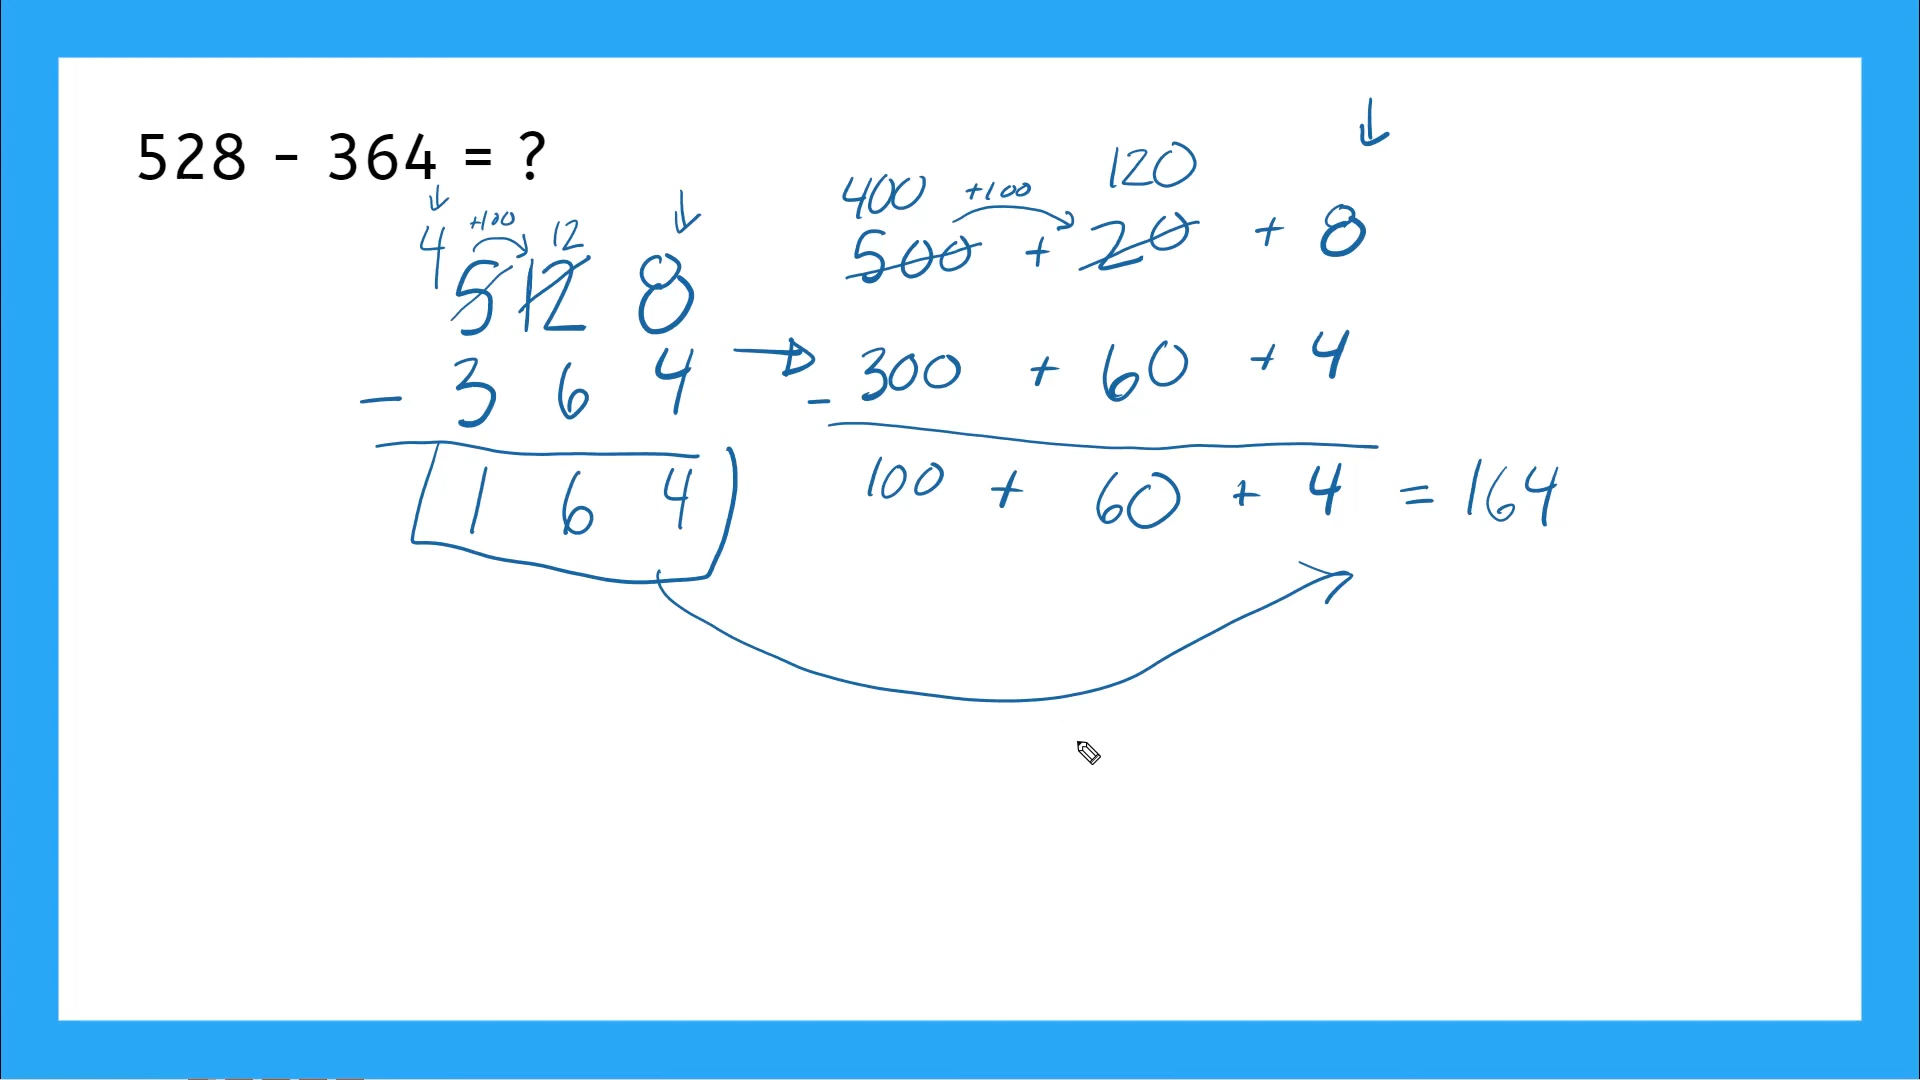 528 - 364 = ?
4 +100 12
5 12 8
- 3 6 4
1 6 4
400 +100 120
500 + 20 + 8
- 300 + 60 + 4
100 + 60 + 4 = 164